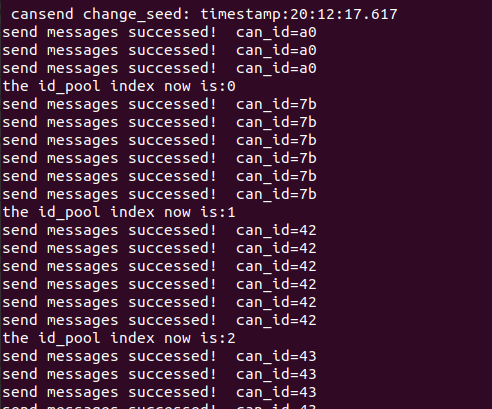 cansend change_seed: timestamp:20:12:17.617
send messages successed!  can_id=a0
send messages successed!  can_id=a0
send messages successed!  can_id=a0
the id_pool index now is:0
send messages successed!  can_id=7b
send messages successed!  can_id=7b
send messages successed!  can_id=7b
send messages successed!  can_id=7b
send messages successed!  can_id=7b
send messages successed!  can_id=7b
the id_pool index now is:1
send messages successed!  can_id=42
send messages successed!  can_id=42
send messages successed!  can_id=42
send messages successed!  can_id=42
send messages successed!  can_id=42
send messages successed!  can_id=42
the id_pool index now is:2
send messages successed!  can_id=43
send messages successed!  can_id=43
send messages successed!  can_id=43
send messages successed!  can_id=43